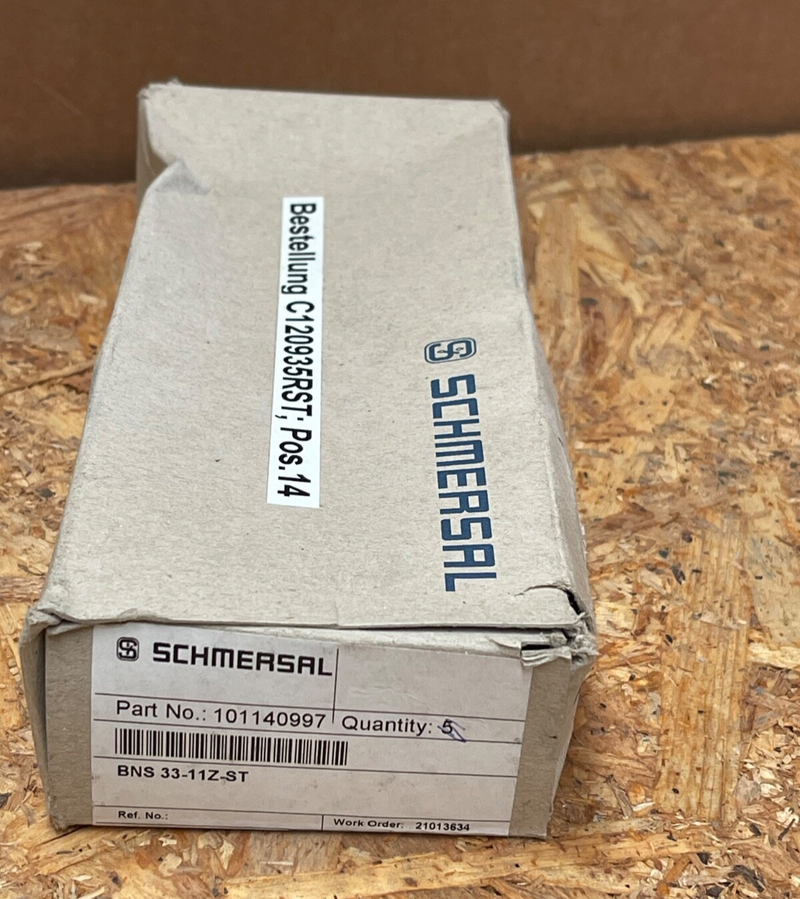 Bestellung C120935RST; Pos.14
SCHMERSAL
SCHMERSAL
Part No.: 101140997 Quantity: 5
BNS 33-11Z-ST
Ref. No.:
Work Order: 21013634